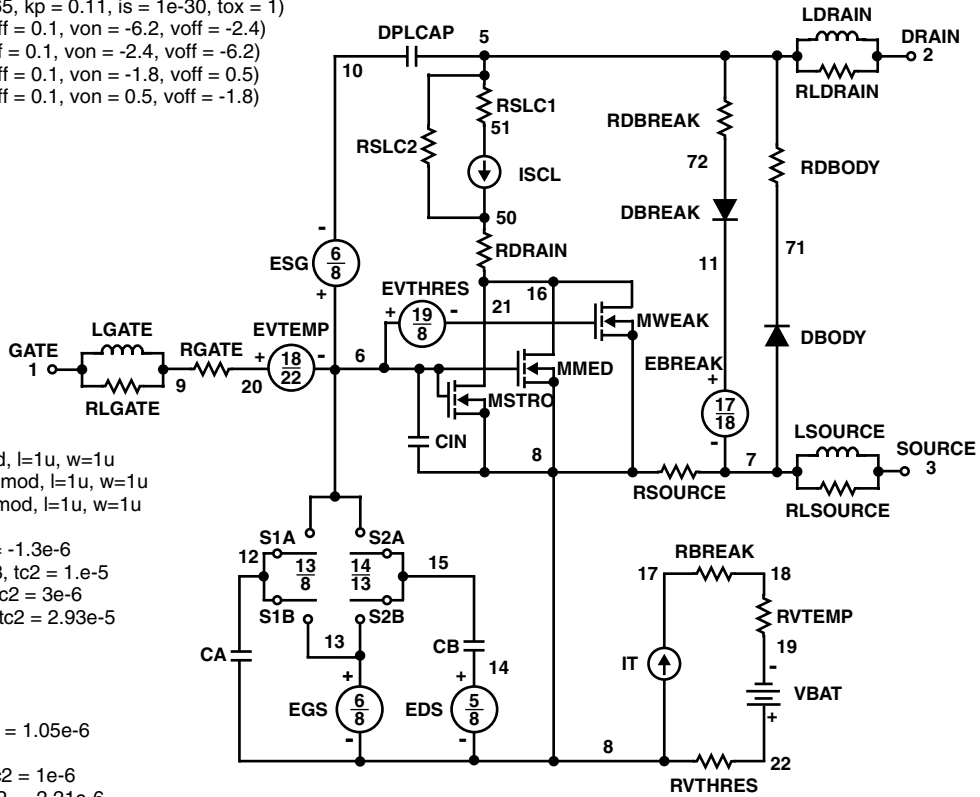 65, kp = 0.11, is = 1e-30, tox = 1)
ff = 0.1, von = -6.2, voff = -2.4)
f = 0.1, von = -2.4, voff = -6.2)
ff = 0.1, von = -1.8, voff = 0.5)
ff = 0.1, von = 0.5, voff = -1.8)
LDRAIN
DPLCAP
5
DRAIN
2
10
RLDRAIN
RSLC1
51
RDBREAK
RSLC2
72
ISCL
RDBODY
DBREAK
50
RDRAIN
71
-
ESG
6
8
+
11
EVTHRES
16
+
19
8
-
21
MWEAK
LGATE
EVTEMP
GATE
1
RGATE
+
18
22
-
6
MMED
EBREAK
+
DBODY
9
20
MSTRO
RLGATE
17
18
-
LSOURCE
CIN
8
7
SOURCE
3
RSOURCE
RLSOURCE
d, l=1u, w=1u
mod, l=1u, w=1u
mod, l=1u, w=1u
= -1.3e-6
3, tc2 = 1.e-5
c2 = 3e-6
tc2 = 2.93e-5
= 1.05e-6
c2 = 1e-6
S1A
S2A
12
13
8
14
13
15
S1B
S2B
13
CA
CB
+
EGS
6
8
-
14
+
EDS
5
8
-
RBREAK
17
18
RVTEMP
19
IT
-
VBAT
+
8
22
RVTHRES